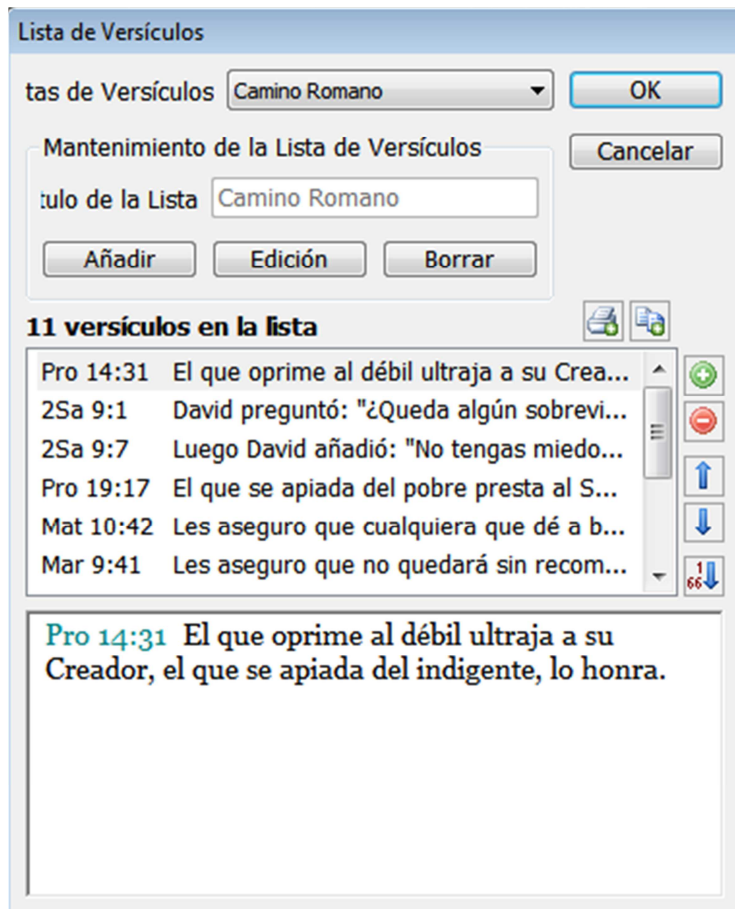 Lista de Versículos
tas de Versículos Camino Romano OK
Mantenimiento de la Lista de Versículos Cancelar
tulo de la Lista Camino Romano
Añadir Edición Borrar
11 versículos en la lista
Pro 14:31 El que oprime al débil ultraja a su Crea...
2Sa 9:1 David preguntó: "¿Queda algún sobrevi...
2Sa 9:7 Luego David añadió: "No tengas miedo...
Pro 19:17 El que se apiada del pobre presta al S...
Mat 10:42 Les aseguro que cualquiera que dé a b...
Mar 9:41 Les aseguro que no quedará sin recom...
1
66
Pro 14:31 El que oprime al débil ultraja a su
Creador, el que se apiada del indigente, lo honra.